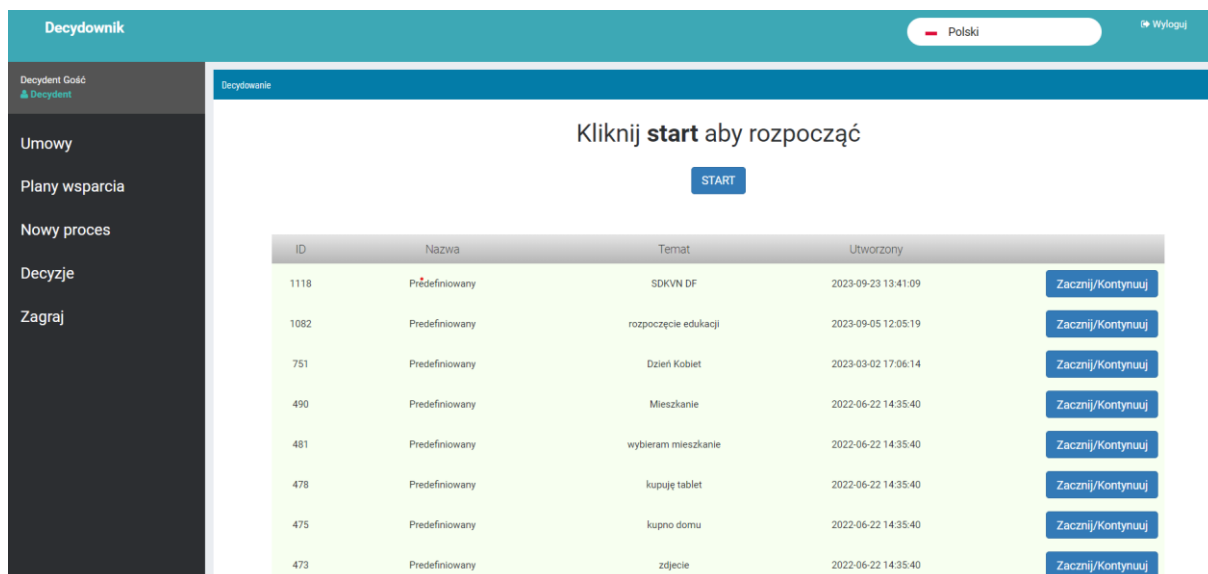 Decydownik
Polski
Wyloguj
Decydent Gość
Decydent
Umowy
Plany wsparcia
Nowy proces
Decyzje
Zagraj
Decydowanie
Kliknij start aby rozpocząć
START
ID Nazwa Temat Utworzony
1118 Predefiniowany SDKVN DF 2023-09-23 13:41:09 Zacznij/Kontynuuj
1082 Predefiniowany rozpoczęcie edukacji 2023-09-05 12:05:19 Zacznij/Kontynuuj
751 Predefiniowany Dzień Kobiet 2023-03-02 17:06:14 Zacznij/Kontynuuj
490 Predefiniowany Mieszkanie 2022-06-22 14:35:40 Zacznij/Kontynuuj
481 Predefiniowany wybieram mieszkanie 2022-06-22 14:35:40 Zacznij/Kontynuuj
478 Predefiniowany kupuję tablet 2022-06-22 14:35:40 Zacznij/Kontynuuj
475 Predefiniowany kupno domu 2022-06-22 14:35:40 Zacznij/Kontynuuj
473 Predefiniowany zdjecie 2022-06-22 14:35:40 Zacznij/Kontynuuj